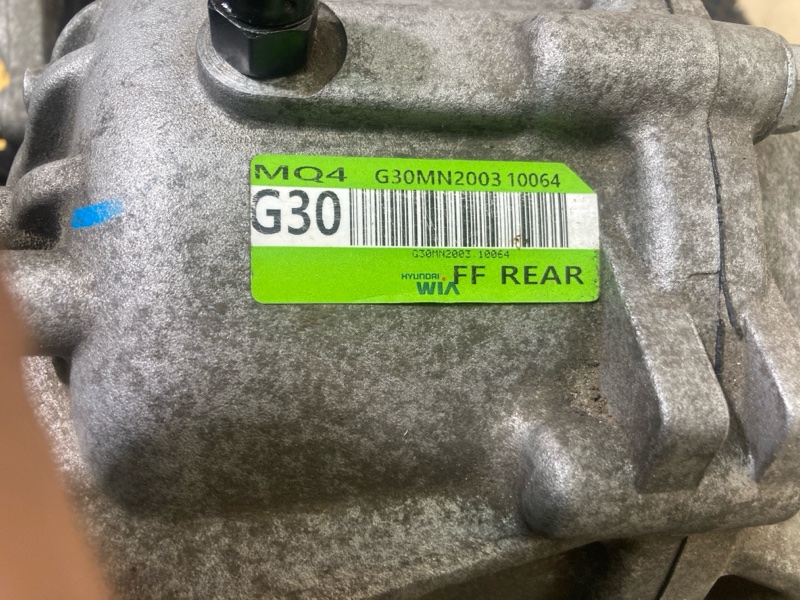 MQ4 G30MN2003 10064
G30
G30MN2003 10064
HYUNDAI
WIA FF REAR